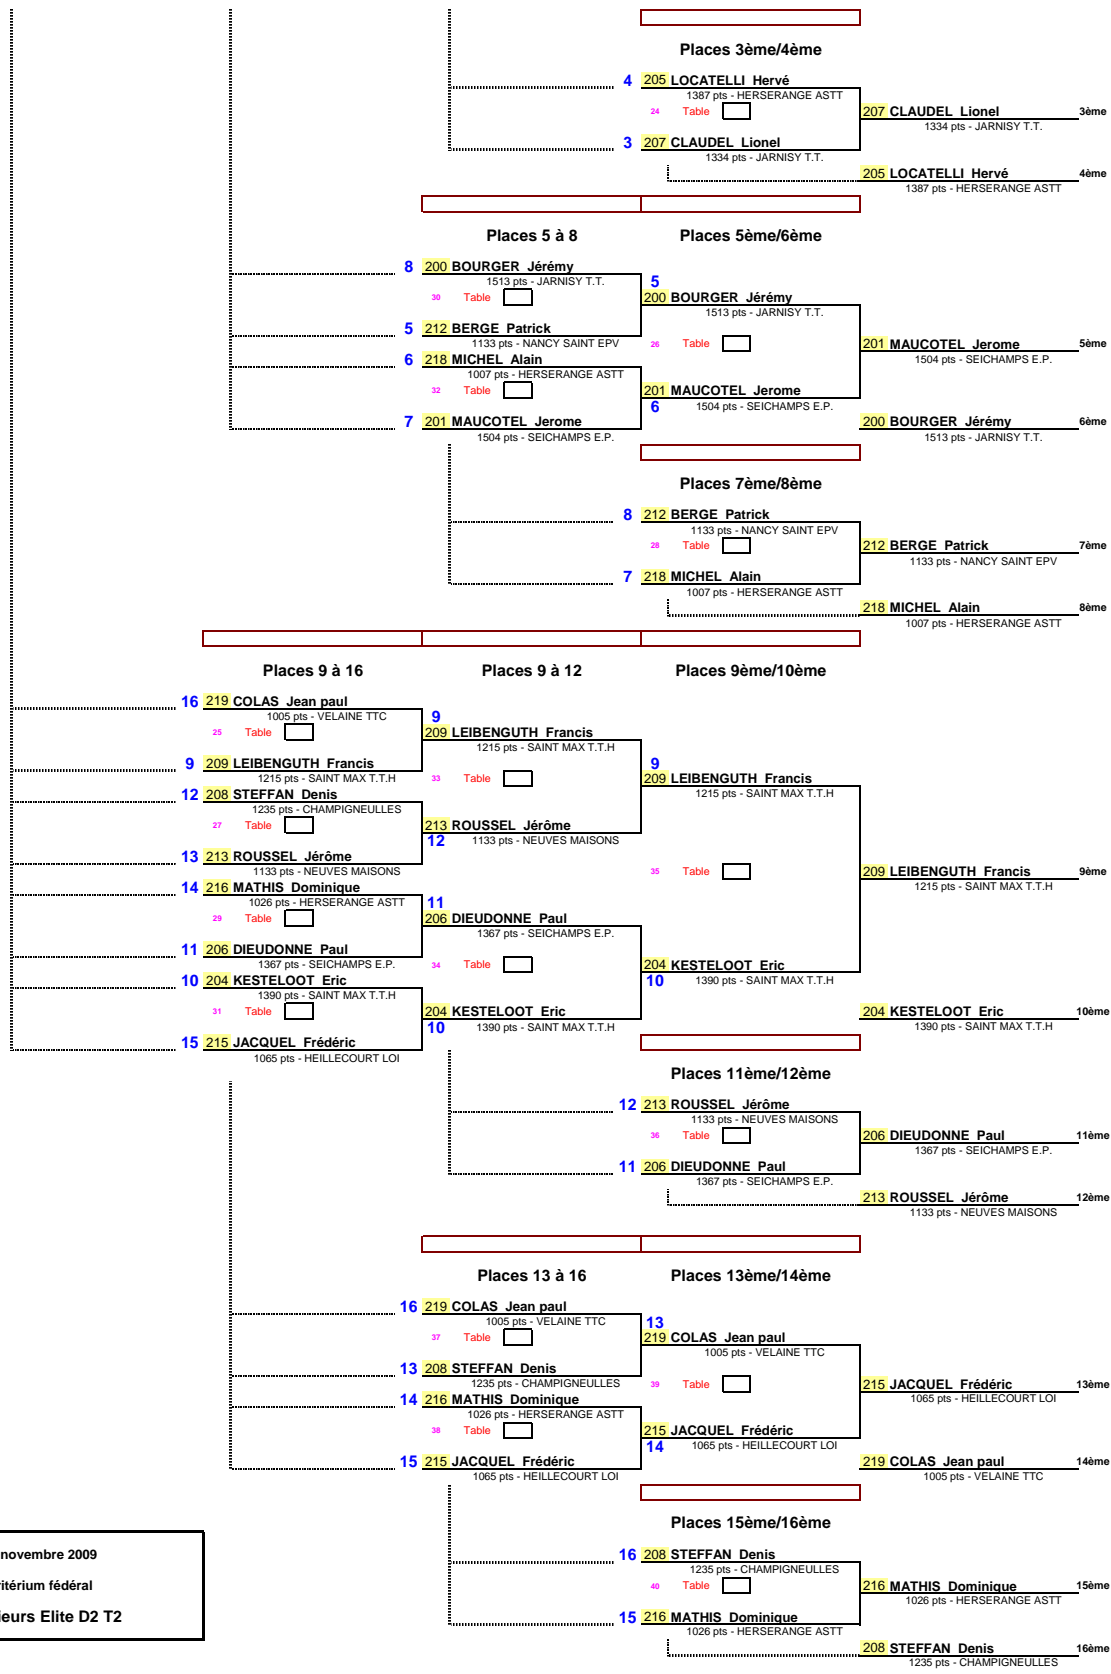 Places 3ème/4ème
4 205 LOCATELLI Hervé
1387 pts - HERSERANGE ASTT
24 Table
207 CLAUDEL Lionel 3ème
1334 pts - JARNISY T.T.
3 207 CLAUDEL Lionel
1334 pts - JARNISY T.T.
205 LOCATELLI Hervé 4ème
1387 pts - HERSERANGE ASTT
Places 5 à 8 Places 5ème/6ème
8 200 BOURGER Jérémy
1513 pts - JARNISY T.T.
5
30 Table
200 BOURGER Jérémy
1513 pts - JARNISY T.T.
5 212 BERGE Patrick
1133 pts - NANCY SAINT EPV
26 Table
201 MAUCOTEL Jerome 5ème
1504 pts - SEICHAMPS E.P.
6 218 MICHEL Alain
1007 pts - HERSERANGE ASTT
32 Table
201 MAUCOTEL Jerome
6 1504 pts - SEICHAMPS E.P.
7 201 MAUCOTEL Jerome
1504 pts - SEICHAMPS E.P.
200 BOURGER Jérémy 6ème
1513 pts - JARNISY T.T.
Places 7ème/8ème
8 212 BERGE Patrick
1133 pts - NANCY SAINT EPV
28 Table
212 BERGE Patrick 7ème
1133 pts - NANCY SAINT EPV
7 218 MICHEL Alain
1007 pts - HERSERANGE ASTT
218 MICHEL Alain 8ème
1007 pts - HERSERANGE ASTT
Places 9 à 16 Places 9 à 12 Places 9ème/10ème
16 219 COLAS Jean paul
1005 pts - VELAINE TTC
9
25 Table
209 LEIBENGUTH Francis
1215 pts - SAINT MAX T.T.H
9 209 LEIBENGUTH Francis
1215 pts - SAINT MAX T.T.H
33 Table
9
209 LEIBENGUTH Francis
1215 pts - SAINT MAX T.T.H
12 208 STEFFAN Denis
1235 pts - CHAMPIGNEULLES
27 Table
213 ROUSSEL Jérôme
12 1133 pts - NEUVES MAISONS
13 213 ROUSSEL Jérôme
1133 pts - NEUVES MAISONS
35 Table
209 LEIBENGUTH Francis 9ème
1215 pts - SAINT MAX T.T.H
14 216 MATHIS Dominique
1026 pts - HERSERANGE ASTT
11
29 Table
206 DIEUDONNE Paul
1367 pts - SEICHAMPS E.P.
11 206 DIEUDONNE Paul
1367 pts - SEICHAMPS E.P.
34 Table
204 KESTELOOT Eric
10 1390 pts - SAINT MAX T.T.H
10 204 KESTELOOT Eric
1390 pts - SAINT MAX T.T.H
31 Table
204 KESTELOOT Eric
10 1390 pts - SAINT MAX T.T.H
204 KESTELOOT Eric 10ème
1390 pts - SAINT MAX T.T.H
15 215 JACQUEL Frédéric
1065 pts - HEILLECOURT LOI
Places 11ème/12ème
12 213 ROUSSEL Jérôme
1133 pts - NEUVES MAISONS
36 Table
206 DIEUDONNE Paul 11ème
1367 pts - SEICHAMPS E.P.
11 206 DIEUDONNE Paul
1367 pts - SEICHAMPS E.P.
213 ROUSSEL Jérôme 12ème
1133 pts - NEUVES MAISONS
Places 13 à 16 Places 13ème/14ème
16 219 COLAS Jean paul
1005 pts - VELAINE TTC
13
37 Table
219 COLAS Jean paul
1005 pts - VELAINE TTC
13 208 STEFFAN Denis
1235 pts - CHAMPIGNEULLES
39 Table
215 JACQUEL Frédéric 13ème
1065 pts - HEILLECOURT LOI
14 216 MATHIS Dominique
1026 pts - HERSERANGE ASTT
38 Table
215 JACQUEL Frédéric
14 1065 pts - HEILLECOURT LOI
15 215 JACQUEL Frédéric
1065 pts - HEILLECOURT LOI
219 COLAS Jean paul 14ème
1005 pts - VELAINE TTC
Places 15ème/16ème
16 208 STEFFAN Denis
1235 pts - CHAMPIGNEULLES
40 Table
216 MATHIS Dominique 15ème
1026 pts - HERSERANGE ASTT
15 216 MATHIS Dominique
1026 pts - HERSERANGE ASTT
208 STEFFAN Denis 16ème
1235 pts - CHAMPIGNEULLES
novembre 2009
itérium fédéral
ieurs Elite D2 T2